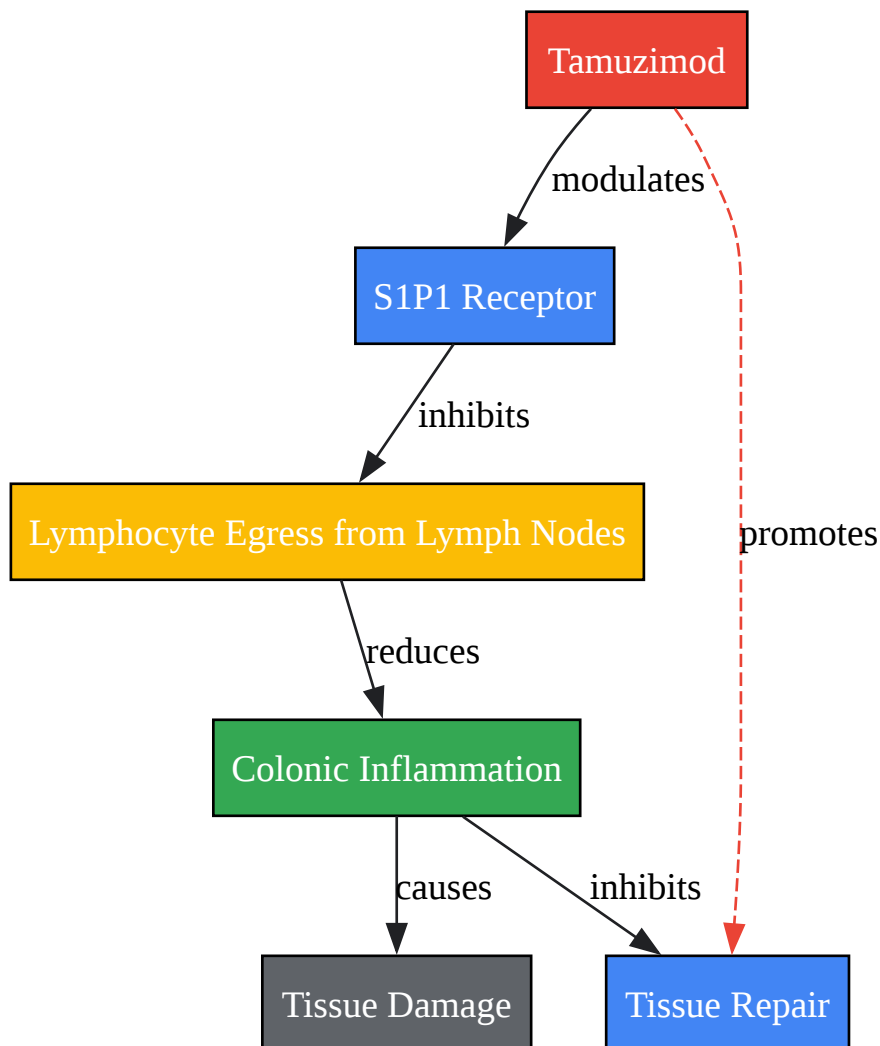 Tamuzimod
modulates
S1P1 Receptor
inhibits
Lymphocyte Egress from Lymph Nodes
promotes
reduces
Colonic Inflammation
causes
inhibits
Tissue Damage
Tissue Repair